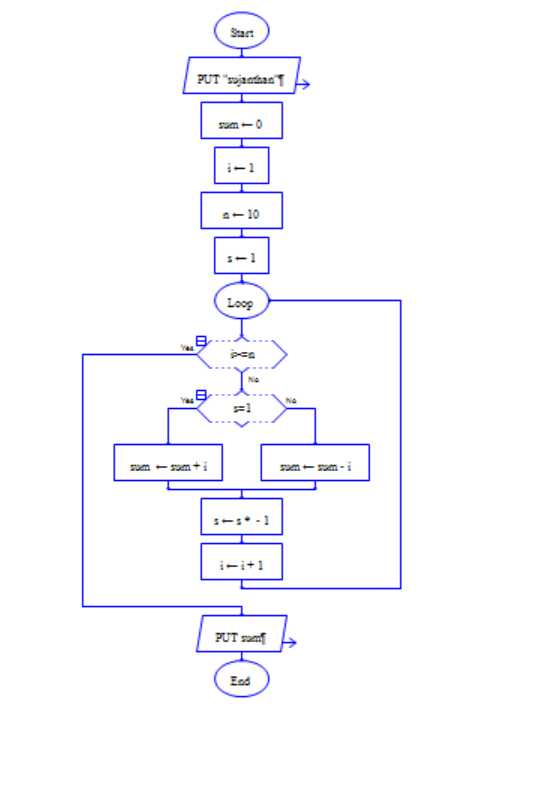 Start
PUT "sujanthan"¶
sum ← 0
i ← 1
n ← 10
s ← 1
Loop
Yes
i>=n
No
Yes
s=1
No
sum ← sum + i
sum ← sum - i
s ← s * - 1
i ← i + 1
PUT sum¶
End